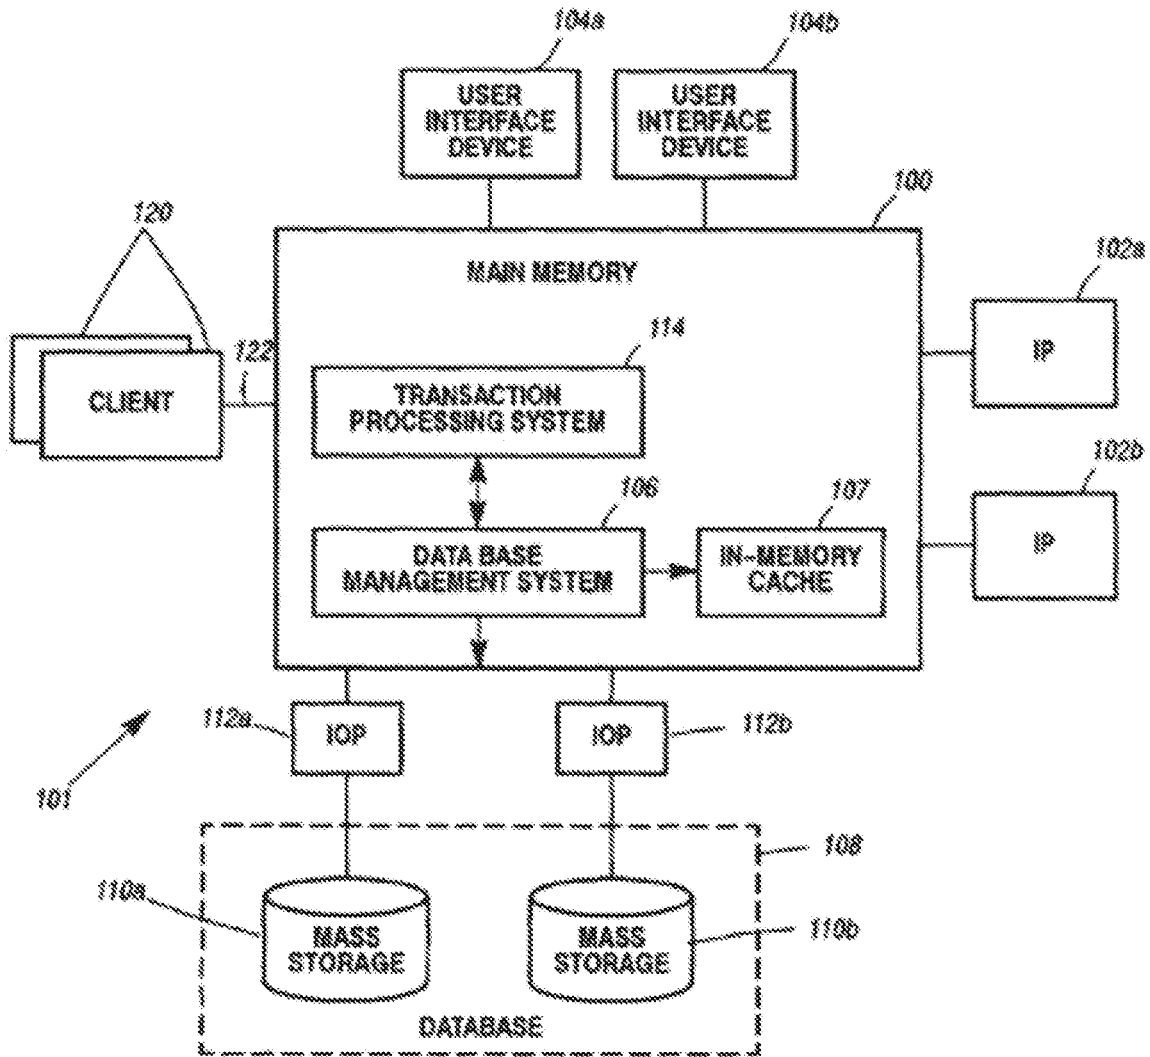 104a
104b
USER
INTERFACE
DEVICE
USER
INTERFACE
DEVICE
100
120
MAIN MEMORY
102a
IP
114
122
CLIENT
TRANSACTION
PROCESSING SYSTEM
102b
IP
106
107
DATA BASE
MANAGEMENT SYSTEM
IN-MEMORY
CACHE
112a
IOP
IOP
112b
101
108
110a
MASS
STORAGE
MASS
STORAGE
110b
DATABASE